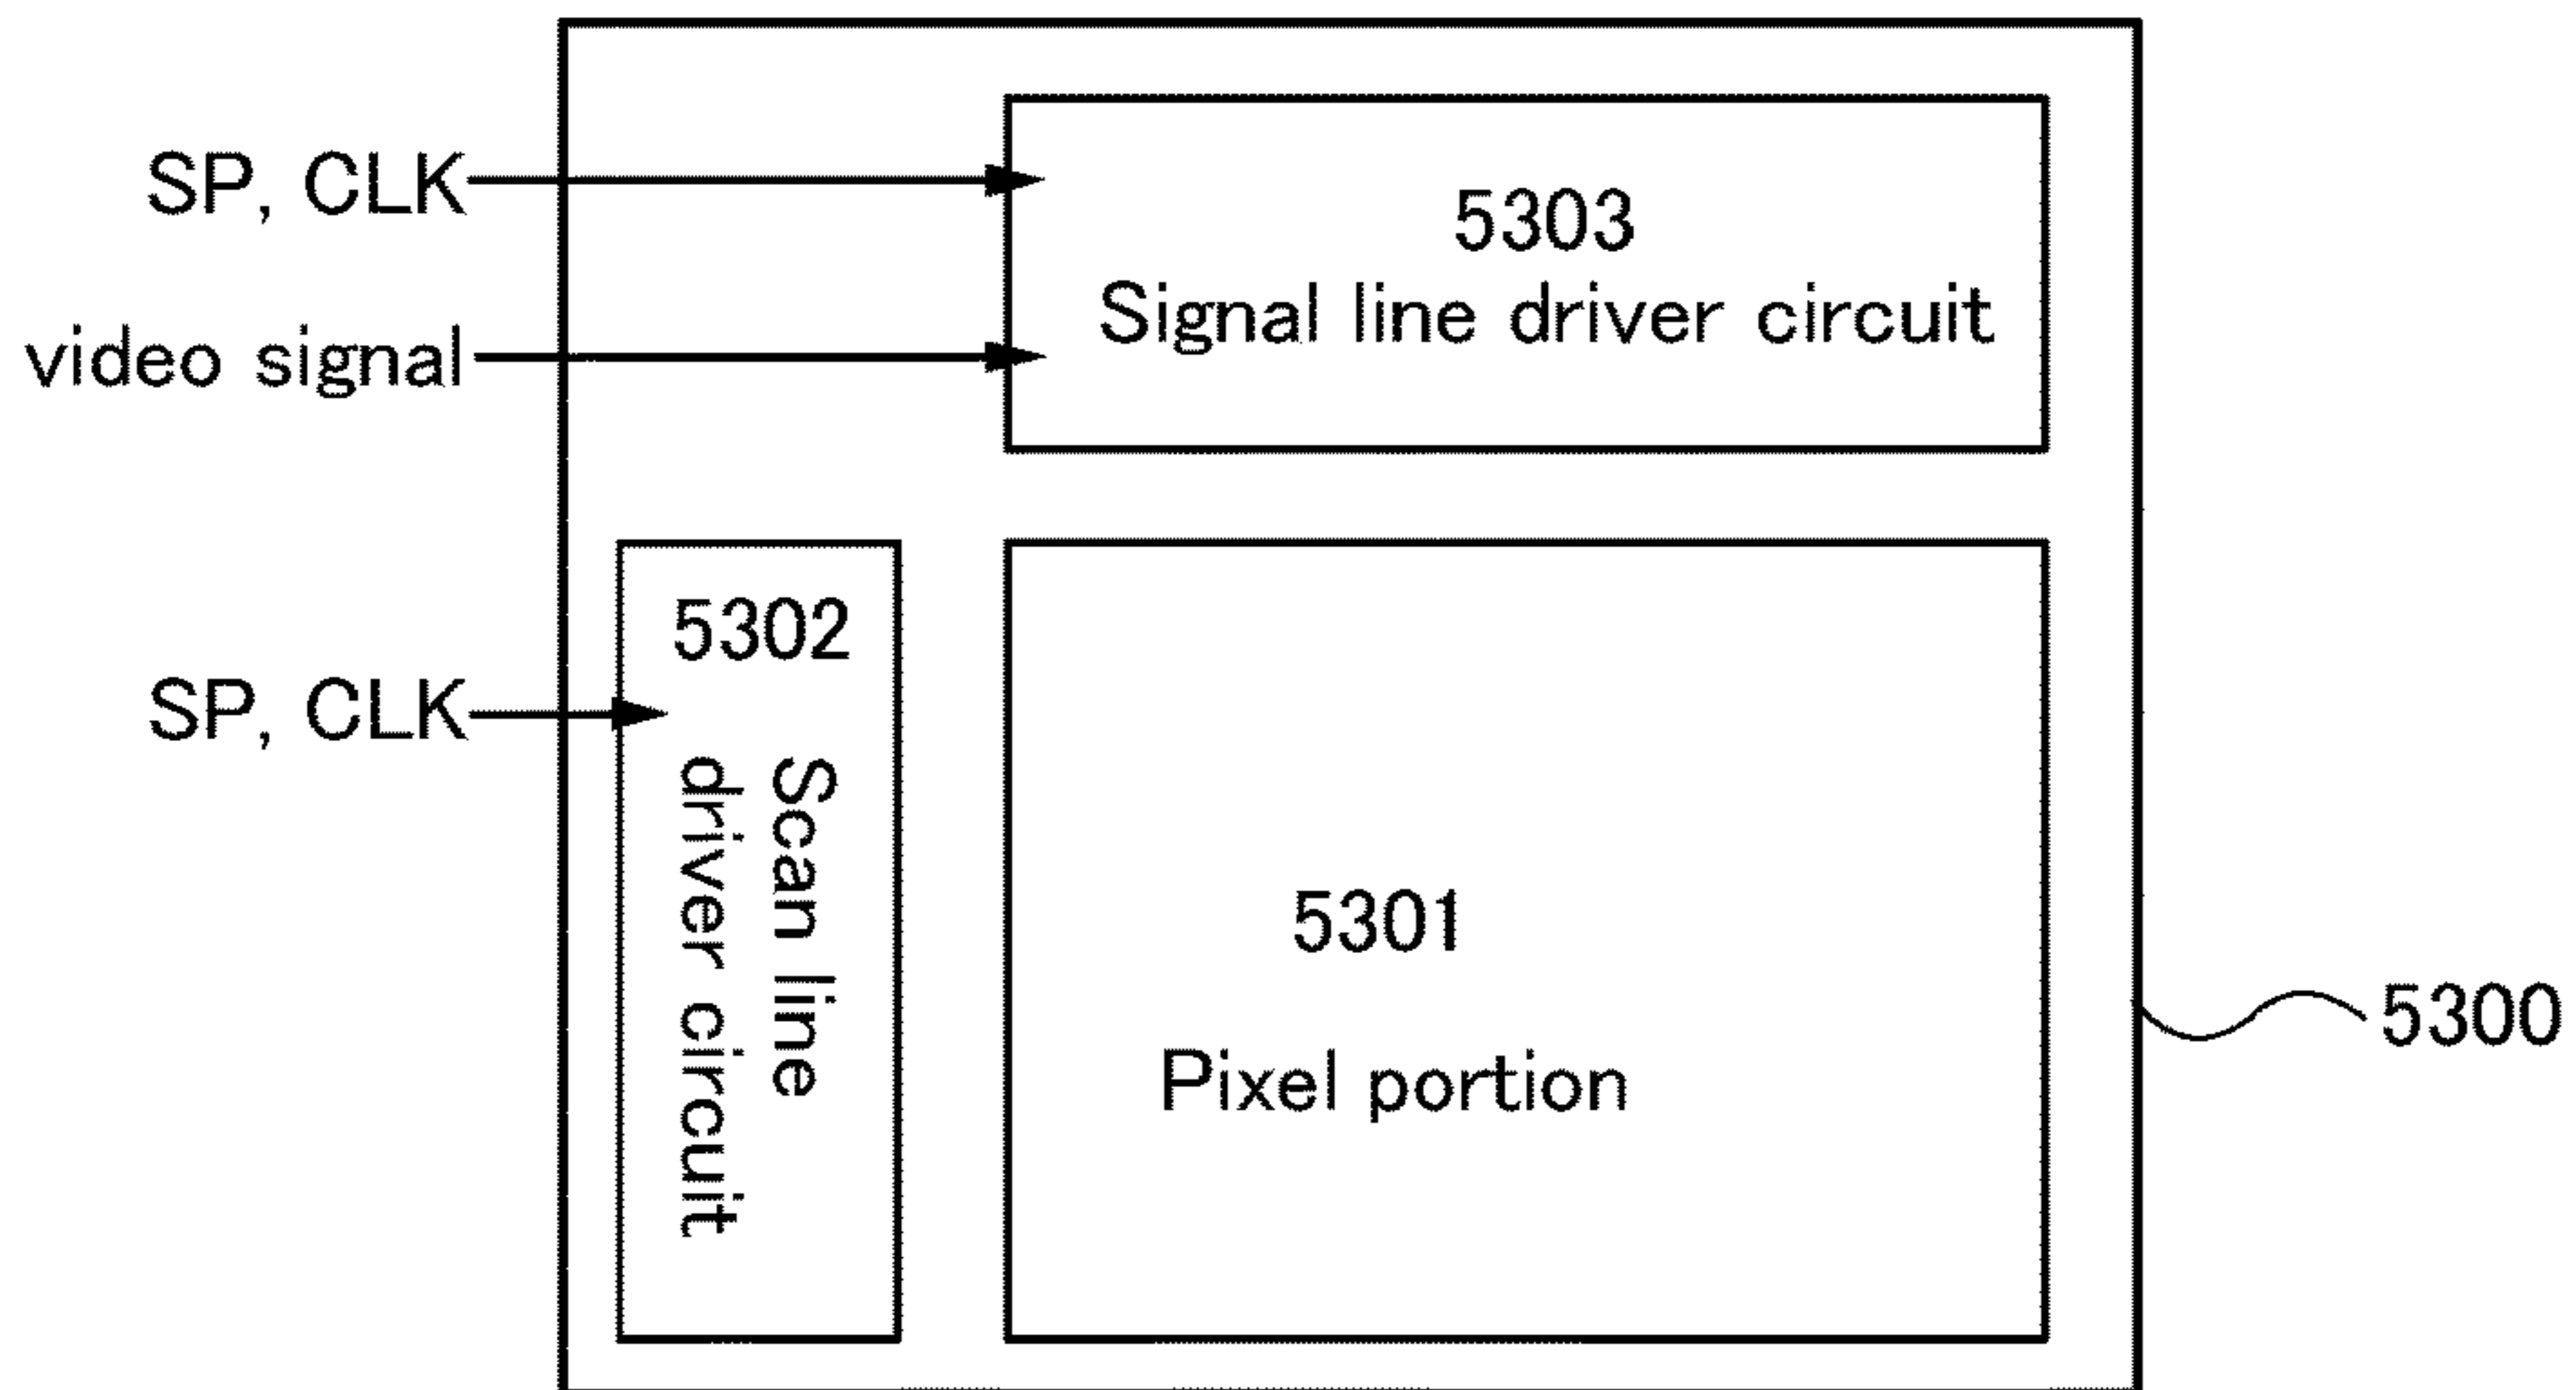 SP, CLK
5303
Signal line driver circuit
video signal
5302
SP, CLK
Scan line
driver circuit
5301
Pixel portion
5300